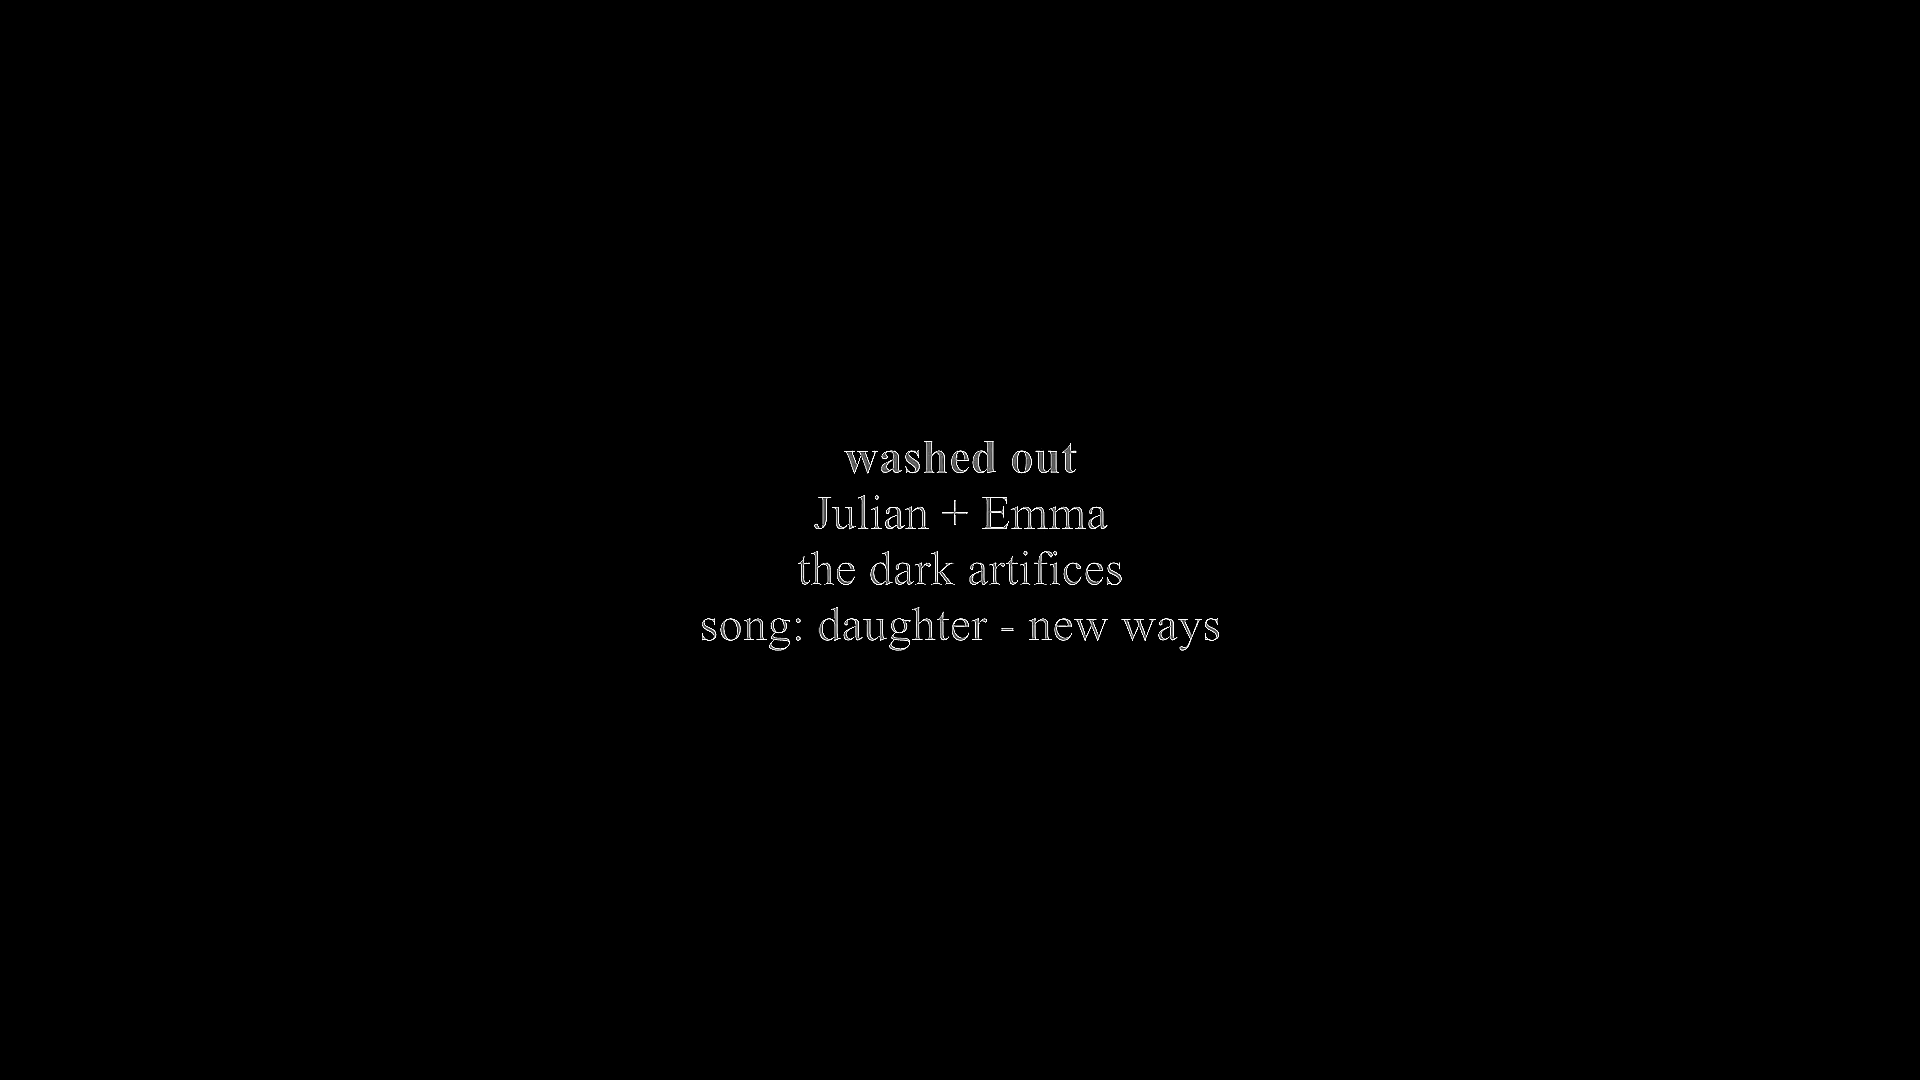 washed out
Julian + Emma
the dark artifices
song: daughter - new ways